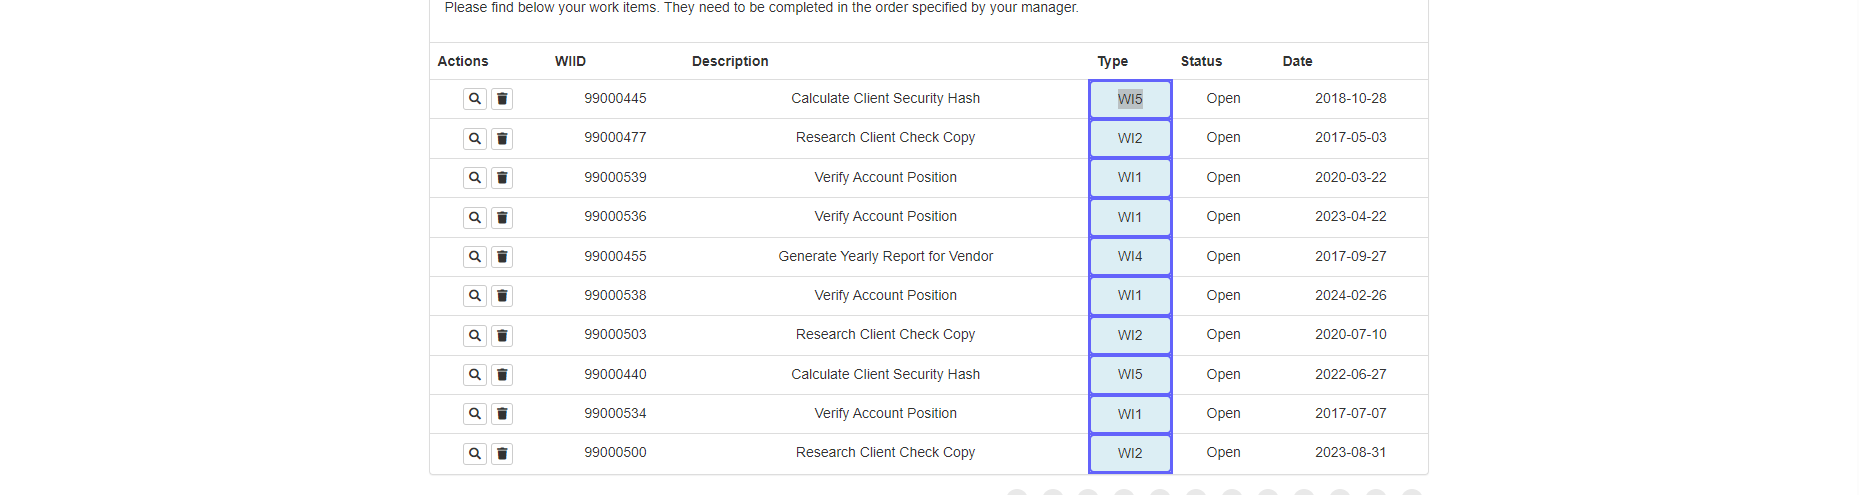 Please find below your work items. They need to be completed in the order specified by your manager.
Actions WIID Description Type Status Date
99000445 Calculate Client Security Hash WI5 Open 2018-10-28
99000477 Research Client Check Copy WI2 Open 2017-05-03
99000539 Verify Account Position WI1 Open 2020-03-22
99000536 Verify Account Position WI1 Open 2023-04-22
99000455 Generate Yearly Report for Vendor WI4 Open 2017-09-27
99000538 Verify Account Position WI1 Open 2024-02-26
99000503 Research Client Check Copy WI2 Open 2020-07-10
99000440 Calculate Client Security Hash WI5 Open 2022-06-27
99000534 Verify Account Position WI1 Open 2017-07-07
99000500 Research Client Check Copy WI2 Open 2023-08-31